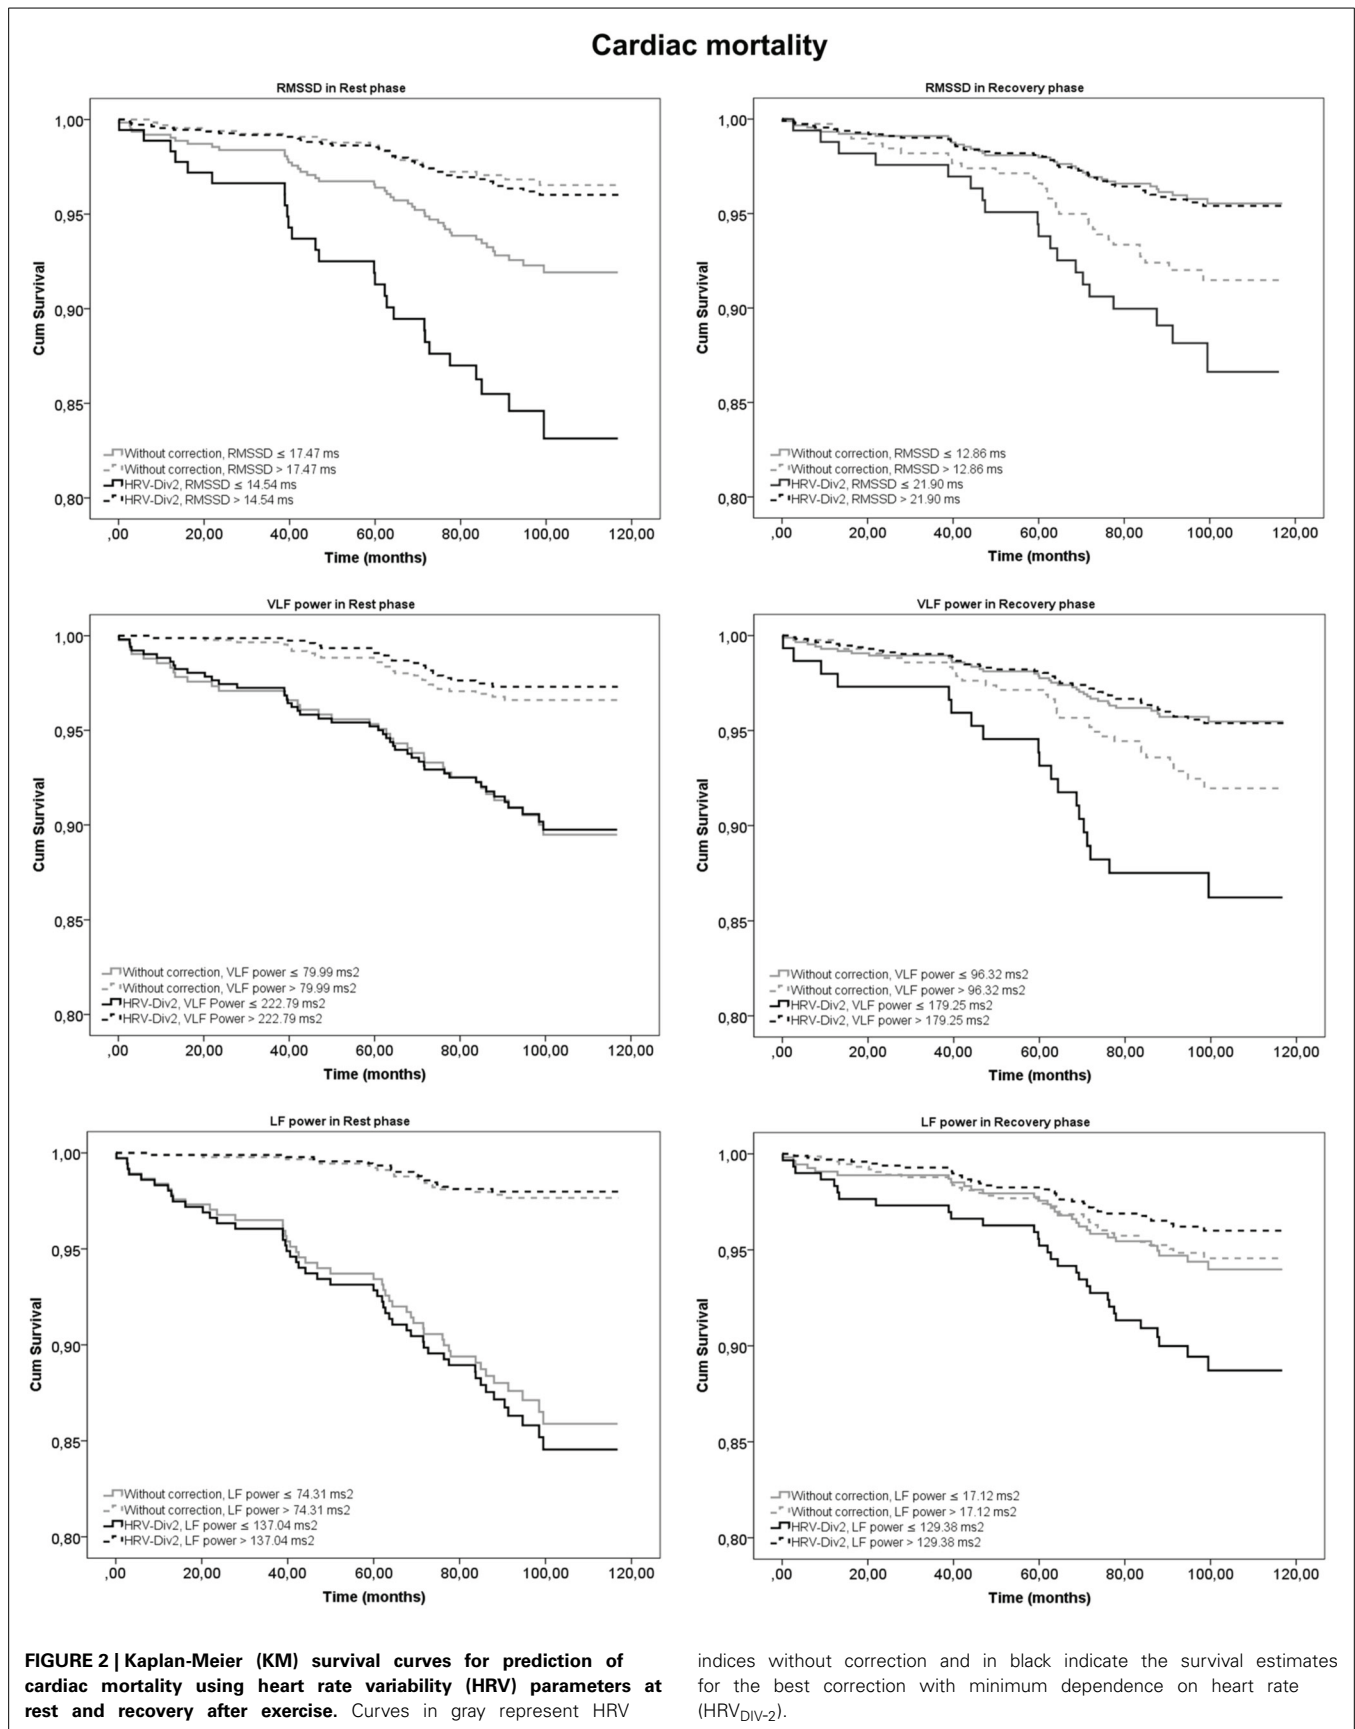 Cardiac mortality
RMSSD in Rest phase
1,00
0,95
0,90
0,85
0,80
Cum Survival
Without correction, RMSSD ≤ 17.47 ms
Without correction, RMSSD > 17.47 ms
HRV-Div2, RMSSD ≤ 14.54 ms
HRV-Div2, RMSSD > 14.54 ms
,00 20,00 40,00 60,00 80,00 100,00 120,00
Time (months)
RMSSD in Recovery phase
1,00
0,95
0,90
0,85
0,80
Cum Survival
Without correction, RMSSD ≤ 12.86 ms
Without correction, RMSSD > 12.86 ms
HRV-Div2, RMSSD ≤ 21.90 ms
HRV-Div2, RMSSD > 21.90 ms
,00 20,00 40,00 60,00 80,00 100,00 120,00
Time (months)
VLF power in Rest phase
1,00
0,95
0,90
0,85
0,80
Cum Survival
Without correction, VLF power ≤ 79.99 ms2
Without correction, VLF power > 79.99 ms2
HRV-Div2, VLF Power ≤ 222.79 ms2
HRV-Div2, VLF Power > 222.79 ms2
,00 20,00 40,00 60,00 80,00 100,00 120,00
Time (months)
VLF power in Recovery phase
1,00
0,95
0,90
0,85
0,80
Cum Survival
Without correction, VLF power ≤ 96.32 ms2
Without correction, VLF power > 96.32 ms2
HRV-Div2, VLF power ≤ 179.25 ms2
HRV-Div2, VLF power > 179.25 ms2
,00 20,00 40,00 60,00 80,00 100,00 120,00
Time (months)
LF power in Rest phase
1,00
0,95
0,90
0,85
0,80
Cum Survival
Without correction, LF power ≤ 74.31 ms2
Without correction, LF power > 74.31 ms2
HRV-Div2, LF power ≤ 137.04 ms2
HRV-Div2, LF power > 137.04 ms2
,00 20,00 40,00 60,00 80,00 100,00 120,00
Time (months)
LF power in Recovery phase
1,00
0,95
0,90
0,85
0,80
Cum Survival
Without correction, LF power ≤ 17.12 ms2
Without correction, LF power > 17.12 ms2
HRV-Div2, LF power ≤ 129.38 ms2
HRV-Div2, LF power > 129.38 ms2
,00 20,00 40,00 60,00 80,00 100,00 120,00
Time (months)
FIGURE 2 | Kaplan-Meier (KM) survival curves for prediction of
cardiac mortality using heart rate variability (HRV) parameters at
rest and recovery after exercise. Curves in gray represent HRV
indices without correction and in black indicate the survival estimates
for the best correction with minimum dependence on heart rate
(HRV_DIV-2).